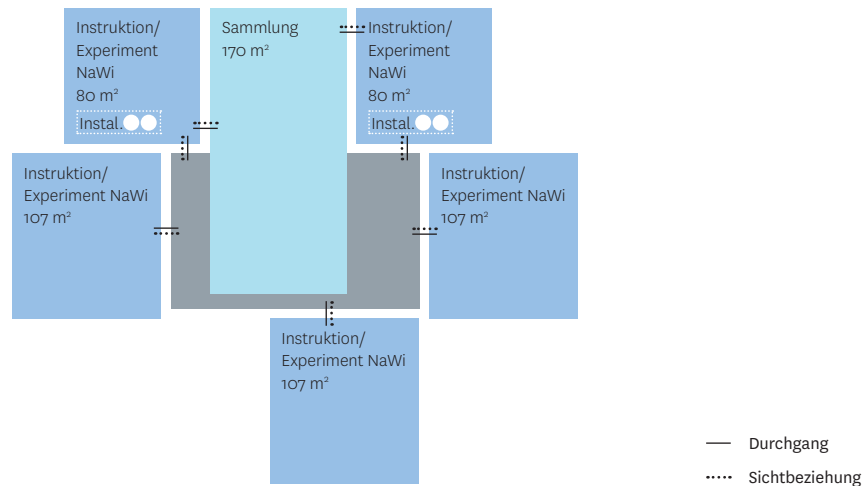 Instruktion/
Experiment
NaWi
80 m²
Instal.
Sammlung
170 m²
Instruktion/
Experiment
NaWi
80 m²
Instal.
Instruktion/
Experiment NaWi
107 m²
Instruktion/
Experiment NaWi
107 m²
Instruktion/
Experiment NaWi
107 m²
Durchgang
Sichtbeziehung